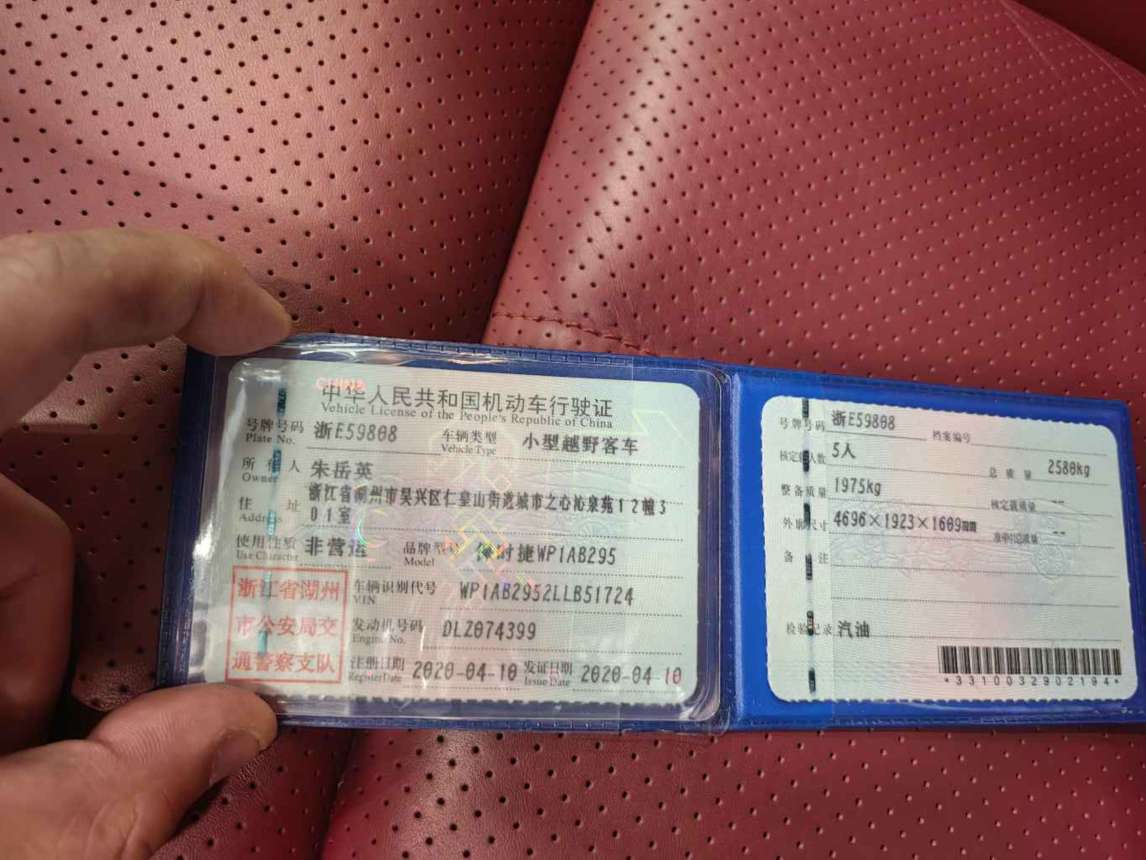 CHINA
中华人民共和国机动车行驶证
Vehicle License of the People's Republic of China
号牌号码 Plate No. 浙E59808 车辆类型 Vehicle Type 小型越野客车
所有人 Owner 朱岳英
住址 Address 浙江省湖州市吴兴区仁皇山街道城市之心沁泉苑12幢3
01室
使用性质 Use Character 非营运 品牌型号 Model 保时捷WP1AB295
浙江省湖州
市公安局交
通警察支队
车辆识别代号 VIN WP1AB2952LLB51724
发动机号码 Engine No. DLZ074399
注册日期 Register Date 2020-04-10 发证日期 Issue Date 2020-04-10
号牌号码 浙E59808 档案编号
核定载人数 5人 总质量 2580kg
整备质量 1975kg 核定载质量 --
外廓尺寸 4696×1923×1609mm 准牵引总质量 --
备注
检验记录 汽油
*3310032902194*